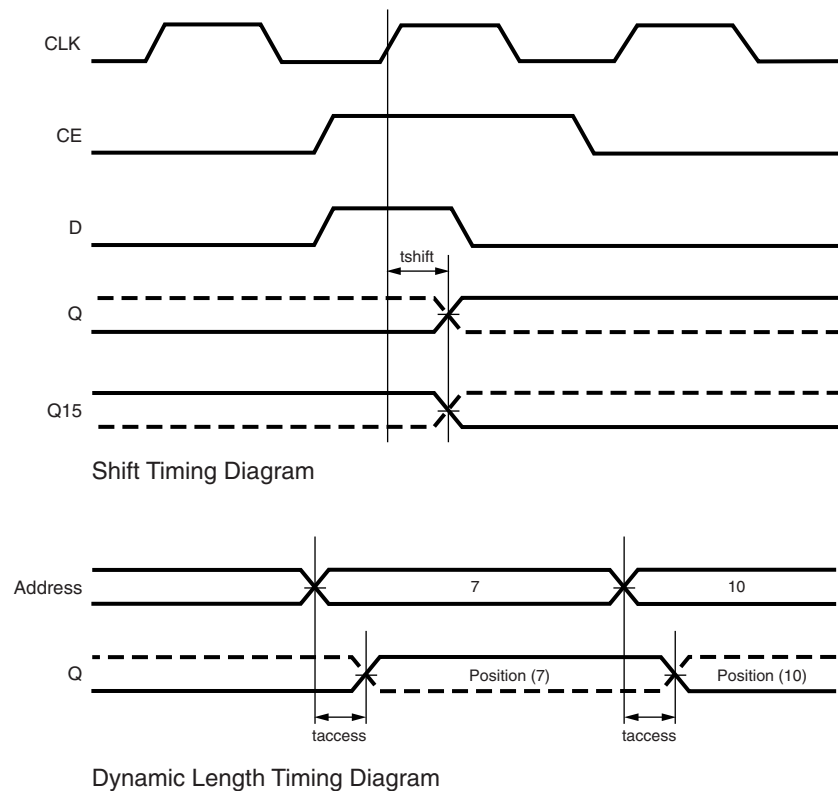 CLK
CE
D
tshift
Q
Q15
Shift Timing Diagram
Address 7 10
Q Position (7) Position (10)
taccess taccess
Dynamic Length Timing Diagram